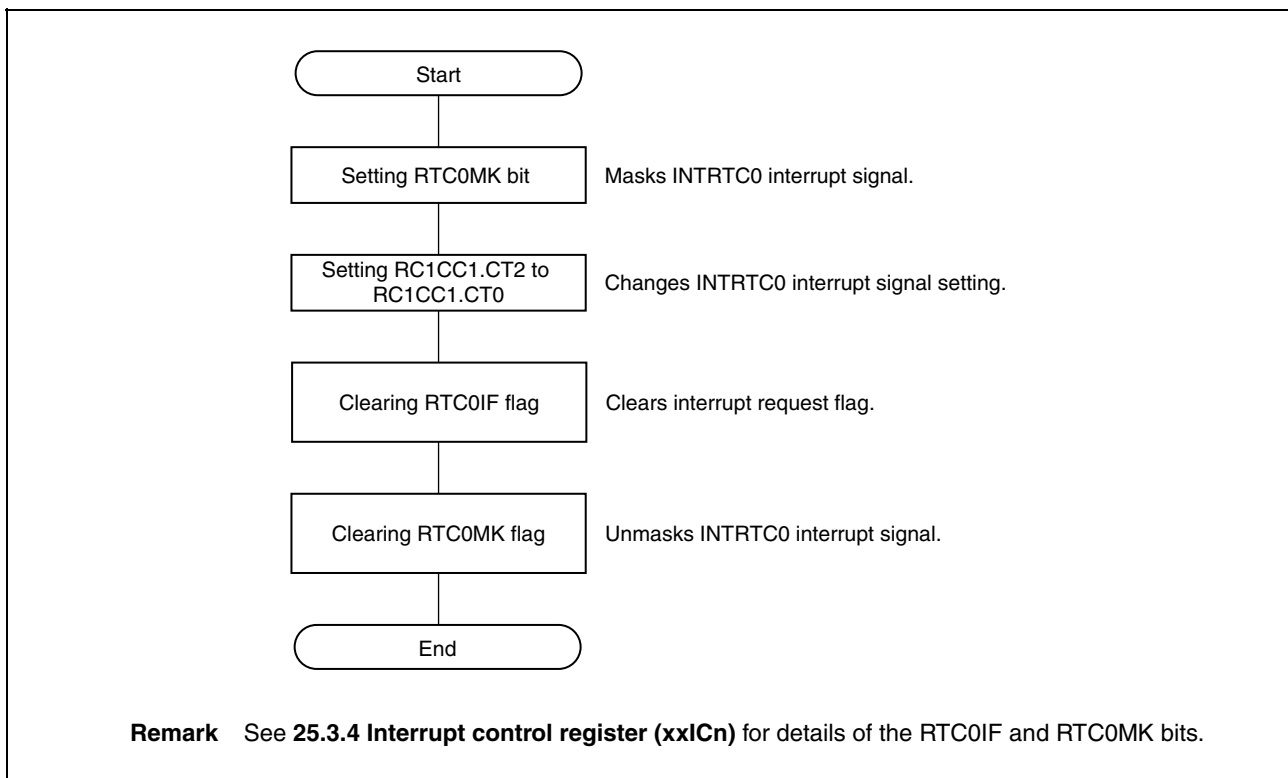 Start
Setting RTC0MK bit
Masks INTRTC0 interrupt signal.
Setting RC1CC1.CT2 to
RC1CC1.CT0
Changes INTRTC0 interrupt signal setting.
Clearing RTC0IF flag
Clears interrupt request flag.
Clearing RTC0MK flag
Unmasks INTRTC0 interrupt signal.
End
Remark See 25.3.4 Interrupt control register (xxICn) for details of the RTC0IF and RTC0MK bits.